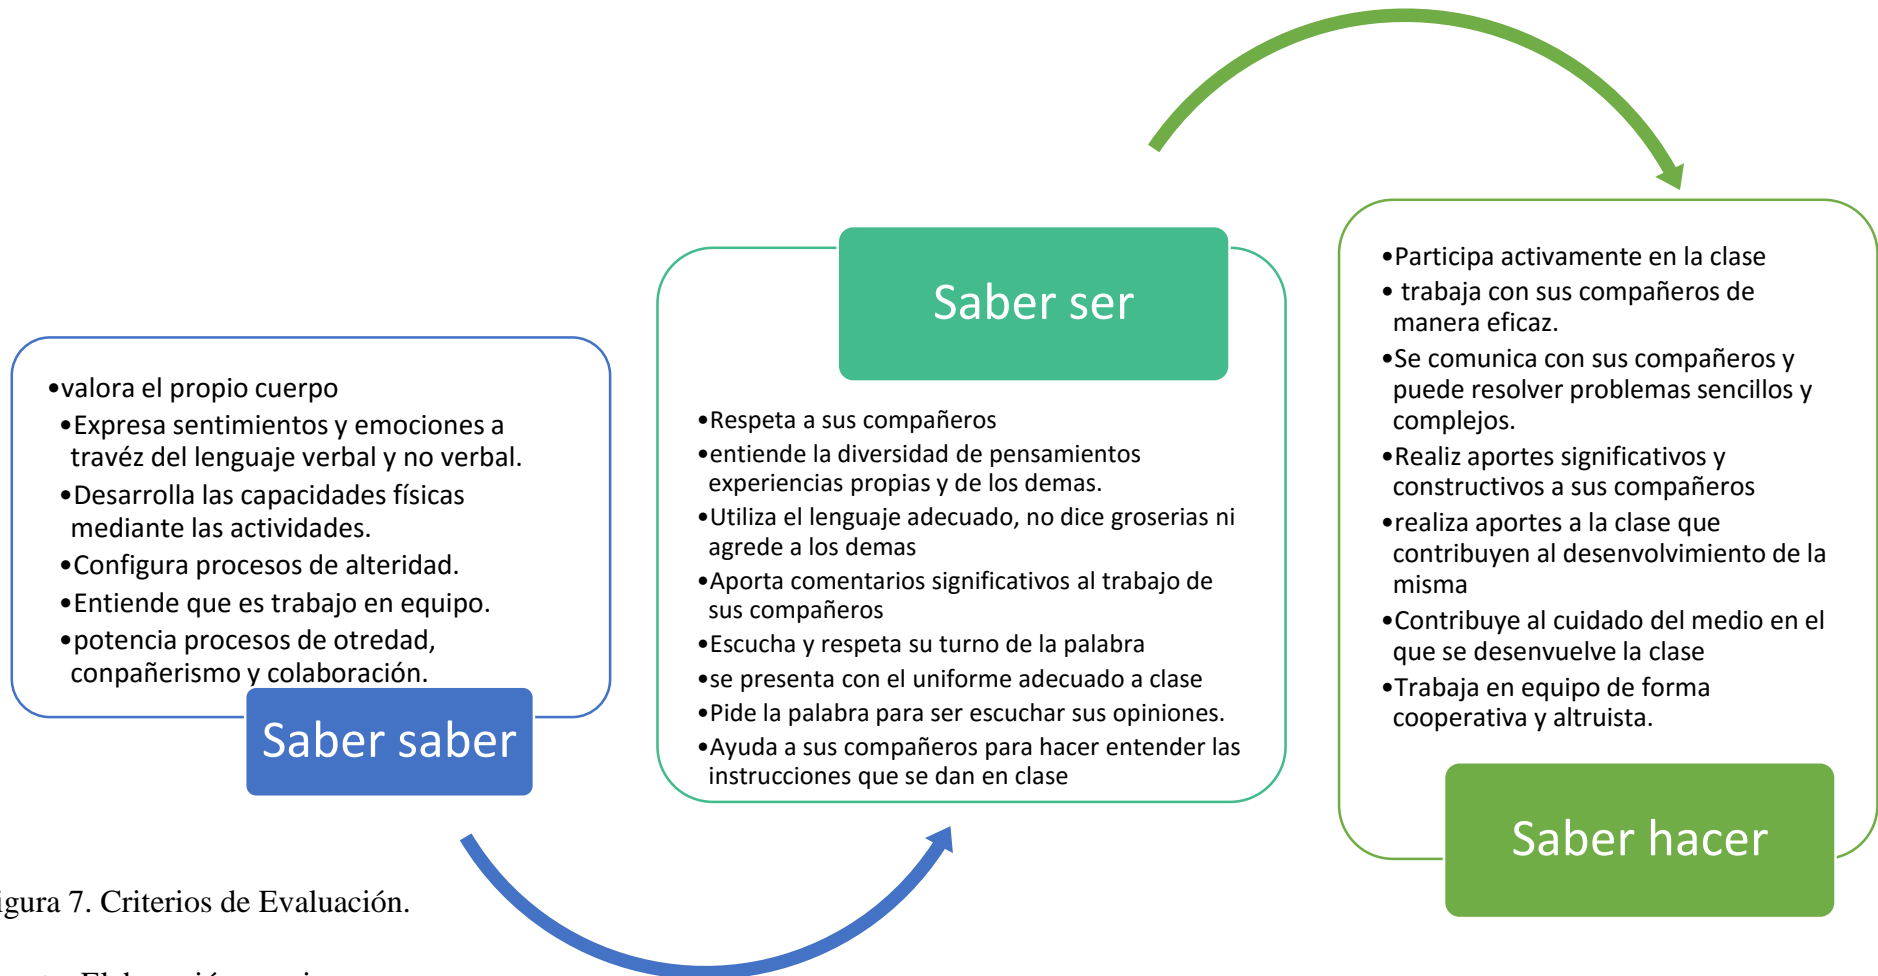 •valora el propio cuerpo
•Expresa sentimientos y emociones a
travéz del lenguaje verbal y no verbal.
•Desarrolla las capacidades físicas
mediante las actividades.
•Configura procesos de alteridad.
•Entiende que es trabajo en equipo.
•potencia procesos de otredad,
conpañerismo y colaboración.
Saber saber
Saber ser
•Respeta a sus compañeros
•entiende la diversidad de pensamientos
experiencias propias y de los demas.
•Utiliza el lenguaje adecuado, no dice groserias ni
agrede a los demas
•Aporta comentarios significativos al trabajo de
sus compañeros
•Escucha y respeta su turno de la palabra
•se presenta con el uniforme adecuado a clase
•Pide la palabra para ser escuchar sus opiniones.
•Ayuda a sus compañeros para hacer entender las
instrucciones que se dan en clase
•Participa activamente en la clase
• trabaja con sus compañeros de
manera eficaz.
•Se comunica con sus compañeros y
puede resolver problemas sencillos y
complejos.
•Realiz aportes significativos y
constructivos a sus compañeros
•realiza aportes a la clase que
contribuyen al desenvolvimiento de la
misma
•Contribuye al cuidado del medio en el
que se desenvuelve la clase
•Trabaja en equipo de forma
cooperativa y altruista.
Saber hacer
igura 7. Criterios de Evaluación.